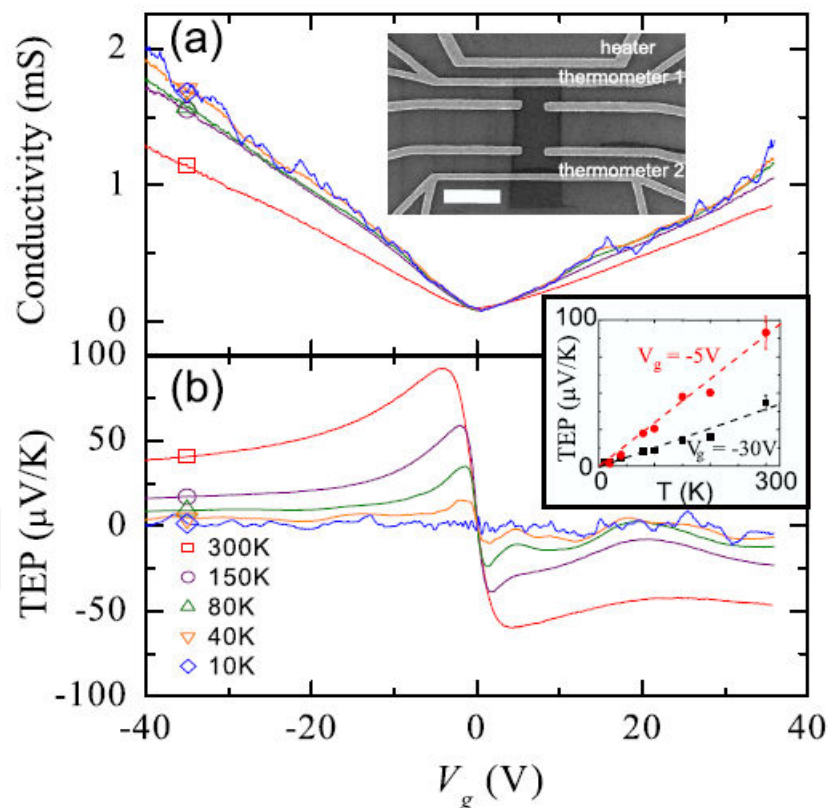 (a)
heater
thermometer 1
thermometer 2
Conductivity (mS)
2
1
0
(b)
TEP (μV/K)
100
50
0
-50
-100
300K
150K
80K
40K
10K
TEP (μV/K)
100
0
V_g = -5V
V_g = -30V
T (K)
300
-40
-20
0
20
40
V_g (V)